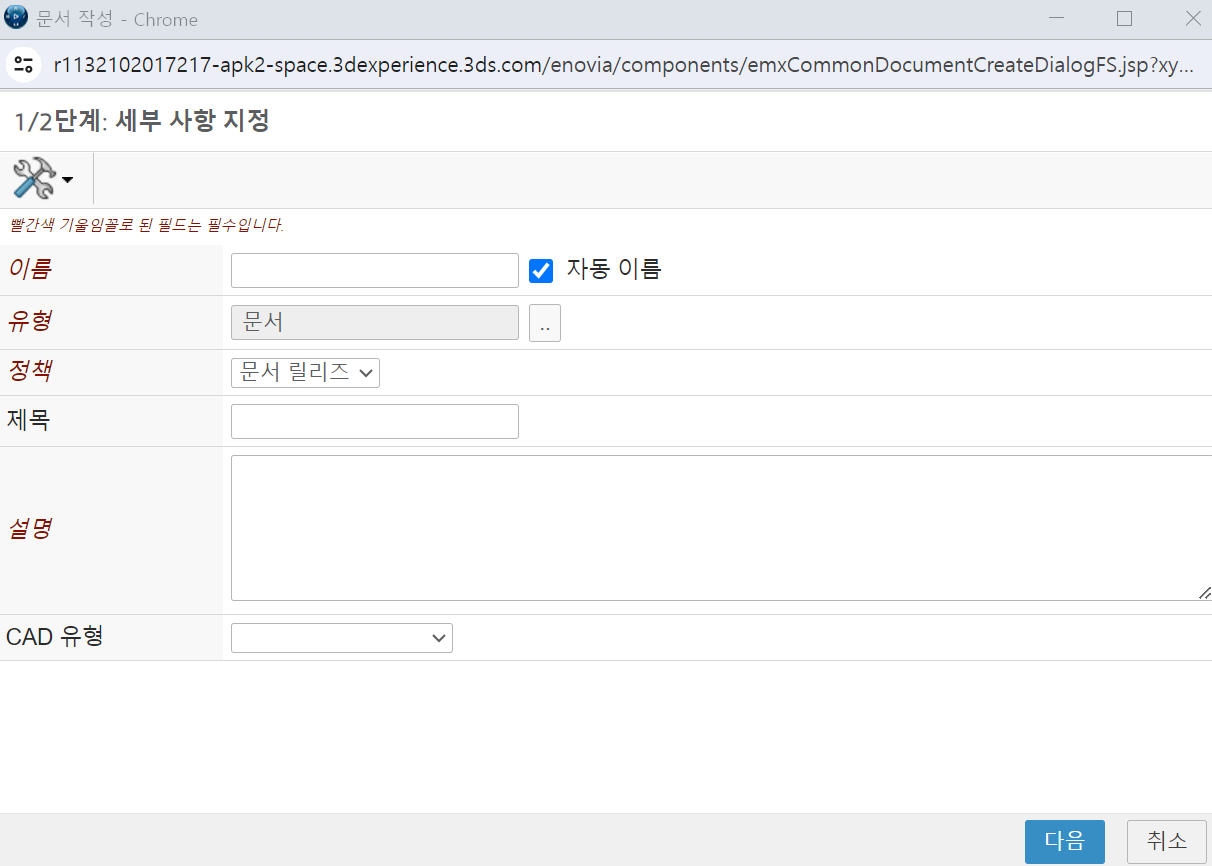 문서 작성 - Chrome
r1132102017217-apk2-space.3dexperience.3ds.com/enovia/components/emxCommonDocumentCreateDialogFS.jsp?xy...
1/2단계: 세부 사항 지정
빨간색 기울임꼴로 된 필드는 필수입니다.
이름 자동 이름
유형 문서 ..
정책 문서 릴리즈
제목
설명
CAD 유형
다음 취소